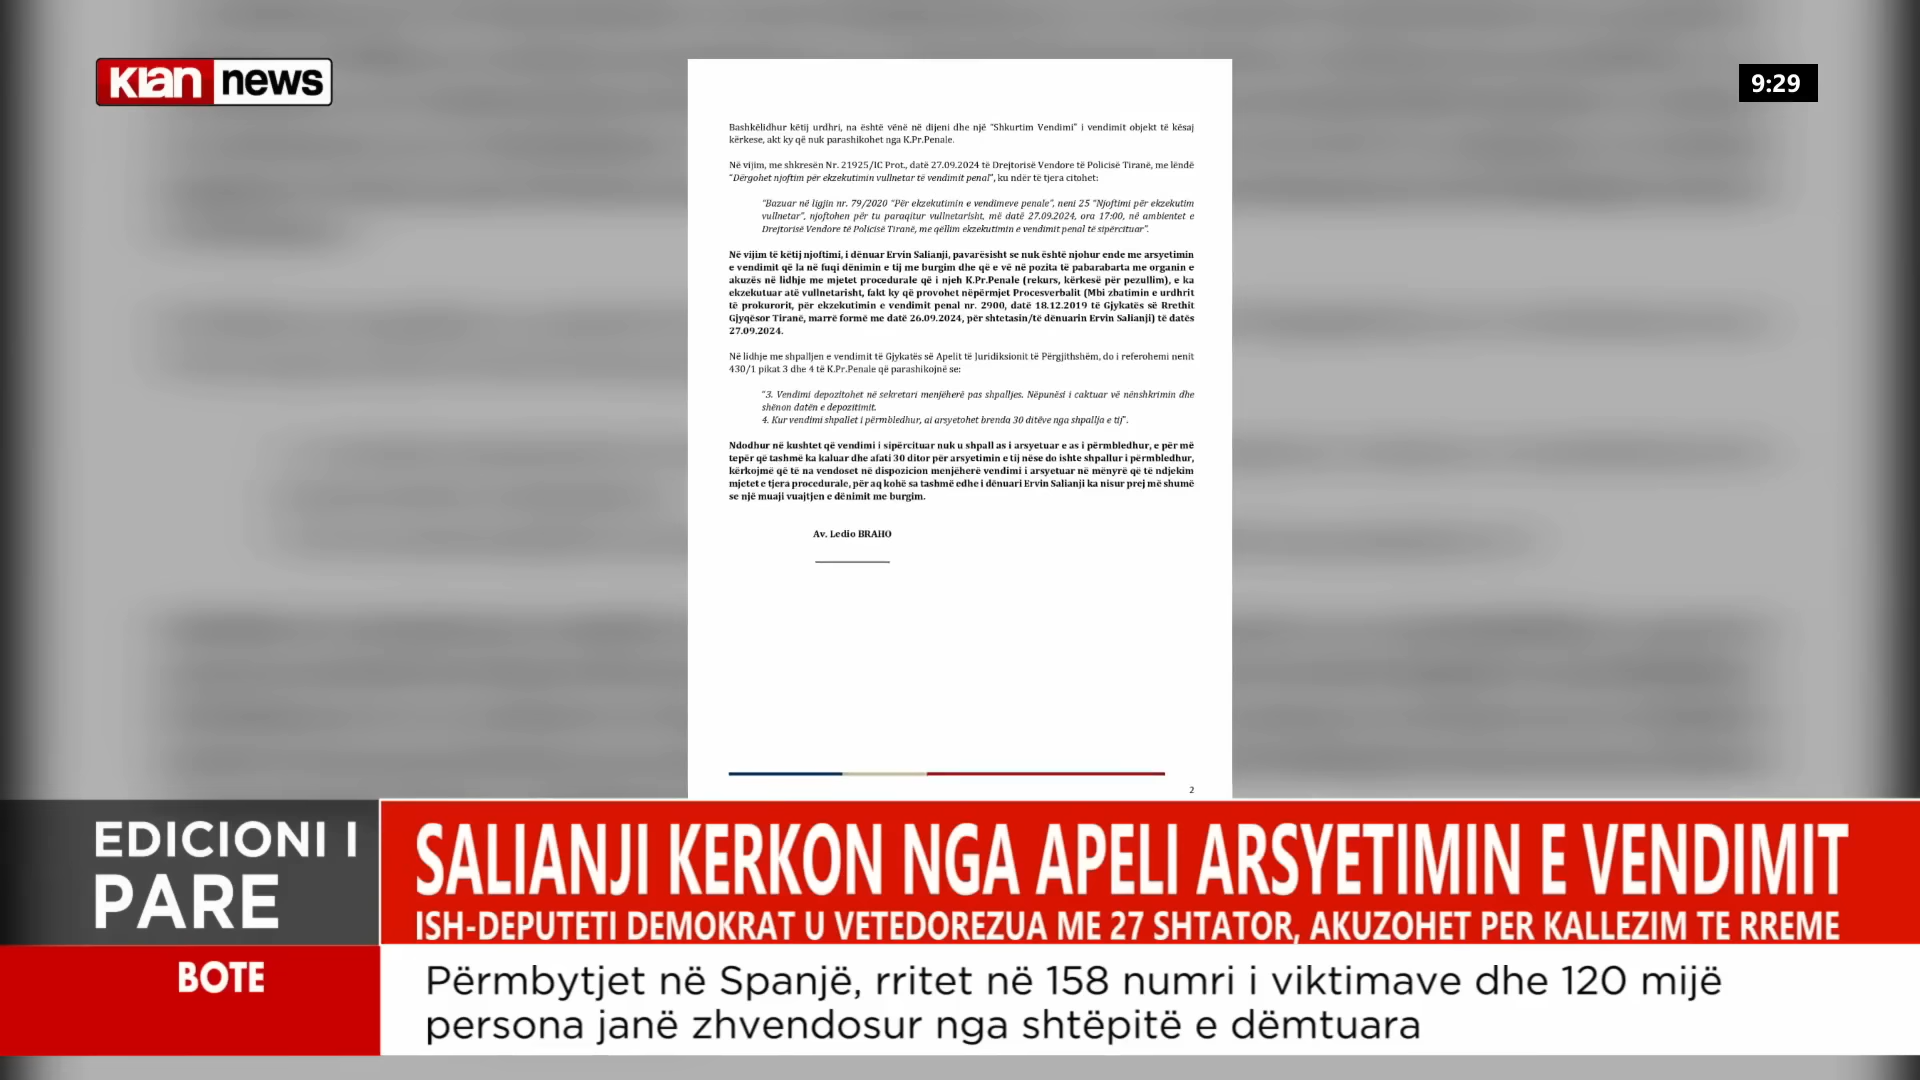 Klan news
9:29
Bashkëlidhur këtij urdhri, na është vënë në dijeni dhe një "Shkurtim Vendimi" i vendimit objekt të kësaj
kërkese, akt ky që nuk parashikohet nga K.Pr.Penale.
Në vijim, me shkresën Nr. 21925/IC Prot., datë 27.09.2024 të Drejtorisë Vendore të Policisë Tiranë, me lëndë
"Dërgohet njoftim për ekzekutimin vullnetar të vendimit penal", ku ndër të tjera citohet:
"Bazuar në ligjin nr. 79/2020 "Për ekzekutimin e vendimeve penale", neni 25 "Njoftimi për ekzekutim
vullnetar", njoftohen për tu paraqitur vullnetarisht, më datë 27.09.2024, ora 17:00, në ambientet e
Drejtorisë Vendore të Policisë Tiranë, me qëllim ekzekutimin e vendimit penal të sipërcituar".
Në vijim të këtij njoftimi, i dënuar Ervin Salianji, pavarësisht se nuk është njohur ende me arsyetimin
e vendimit që la në fuqi dënimin e tij me burgim dhe që e vë në pozita të pabarabarta me organin e
akuzës në lidhje me mjetet procedurale që i njeh K.Pr.Penale (rekurs, kërkesë për pezullim), e ka
ekzekutuar atë vullnetarisht, fakt ky që provohet nëpërmjet Procesverbalit (Mbi zbatimin e urdhrit
të prokurorit, për ekzekutimin e vendimit penal nr. 2900, datë 18.12.2019 të Gjykatës së Rrethit
Gjyqësor Tiranë, marrë formë me datë 26.09.2024, për shtetasin/të dënuarin Ervin Salianji) të datës
27.09.2024.
Në lidhje me shpalljen e vendimit të Gjykatës së Apelit të Juridiksionit të Përgjithshëm, do i referohemi nenit
430/1 pikat 3 dhe 4 të K.Pr.Penale që parashikojnë se:
"3. Vendimi depozitohet në sekretari menjëherë pas shpalljes. Nëpunësi i caktuar vë nënshkrimin dhe
shënon datën e depozitimit.
4. Kur vendimi shpallet i përmbledhur, ai arsyetohet brenda 30 ditëve nga shpallja e tij".
Ndodhur në kushtet që vendimi i sipërcituar nuk u shpall as i arsyetuar e as i përmbledhur, e për më
tepër që tashmë ka kaluar dhe afati 30 ditor për arsyetimin e tij nëse do ishte shpallur i përmbledhur,
kërkojmë që të na vendoset në dispozicion menjëherë vendimi i arsyetuar në mënyrë që të ndjekim
mjetet e tjera procedurale, për aq kohë sa tashmë edhe i dënuari Ervin Salianji ka nisur prej më shumë
se një muaji vuajtjen e dënimit me burgim.
Av. Ledio BRAHO
2
EDICIONI I
PARE
SALIANJI KERKON NGA APELI ARSYETIMIN E VENDIMIT
ISH-DEPUTETI DEMOKRAT U VETEDOREZUA ME 27 SHTATOR, AKUZOHET PER KALLEZIM TE RREME
BOTE
Përmbytjet në Spanjë, rritet në 158 numri i viktimave dhe 120 mijë
persona janë zhvendosur nga shtëpitë e dëmtuara